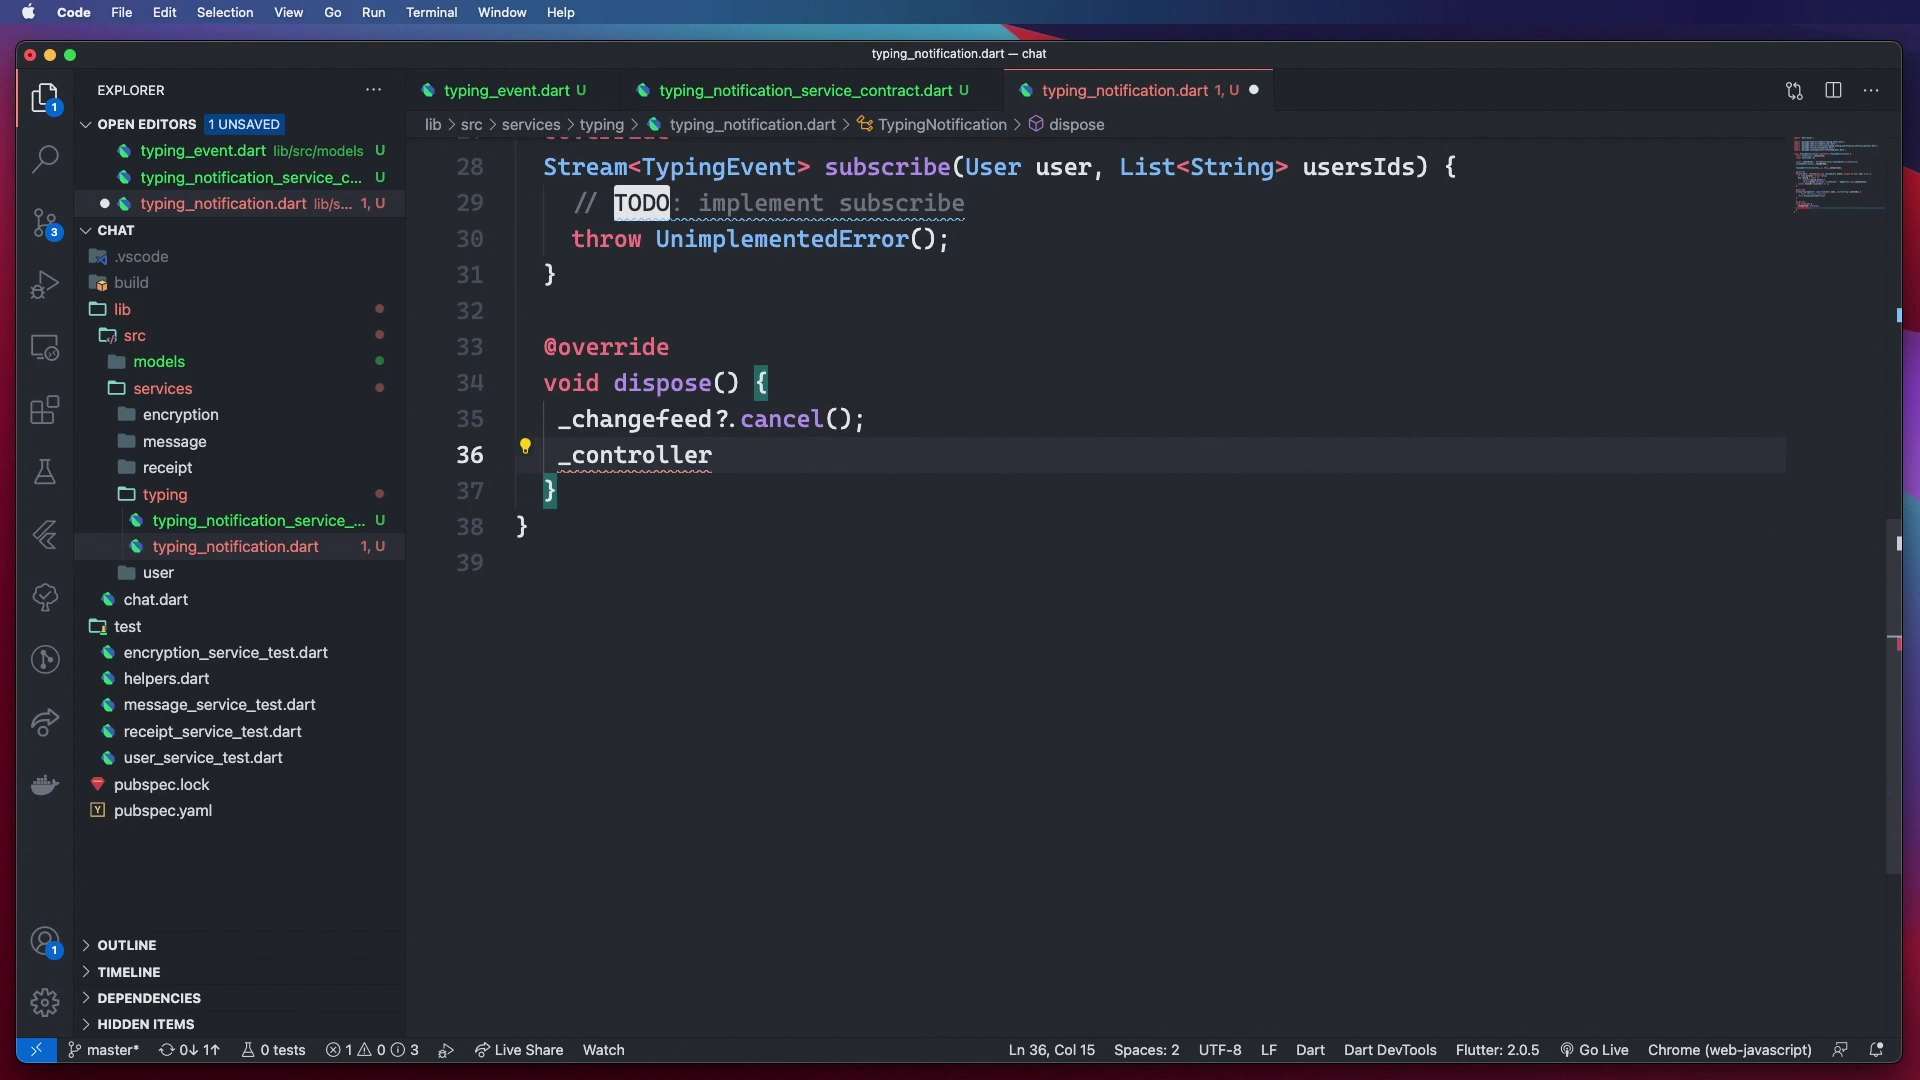 Code File Edit Selection View Go Run Terminal Window Help
typing_notification.dart — chat
EXPLORER
OPEN EDITORS 1 UNSAVED
typing_event.dart lib/src/models U
typing_notification_service_c... U
typing_notification.dart lib/s... 1, U
CHAT
.vscode
build
lib
src
models
services
encryption
message
receipt
typing
typing_notification_service_... U
typing_notification.dart 1, U
user
chat.dart
test
encryption_service_test.dart
helpers.dart
message_service_test.dart
receipt_service_test.dart
user_service_test.dart
pubspec.lock
pubspec.yaml
OUTLINE
TIMELINE
DEPENDENCIES
HIDDEN ITEMS
1
3
1
typing_event.dart U typing_notification_service_contract.dart U typing_notification.dart 1, U
lib > src > services > typing > typing_notification.dart > TypingNotification > dispose
28 Stream<TypingEvent> subscribe(User user, List<String> usersIds) {
29 // TODO: implement subscribe
30 throw UnimplementedError();
31 }
32
33 @override
34 void dispose() {
35 _changefeed?.cancel();
36 _controller
37 }
38 }
39
master* 0↓ 1↑ 0 tests 1 0 3 Live Share Watch Ln 36, Col 15 Spaces: 2 UTF-8 LF Dart Dart DevTools Flutter: 2.0.5 Go Live Chrome (web-javascript)